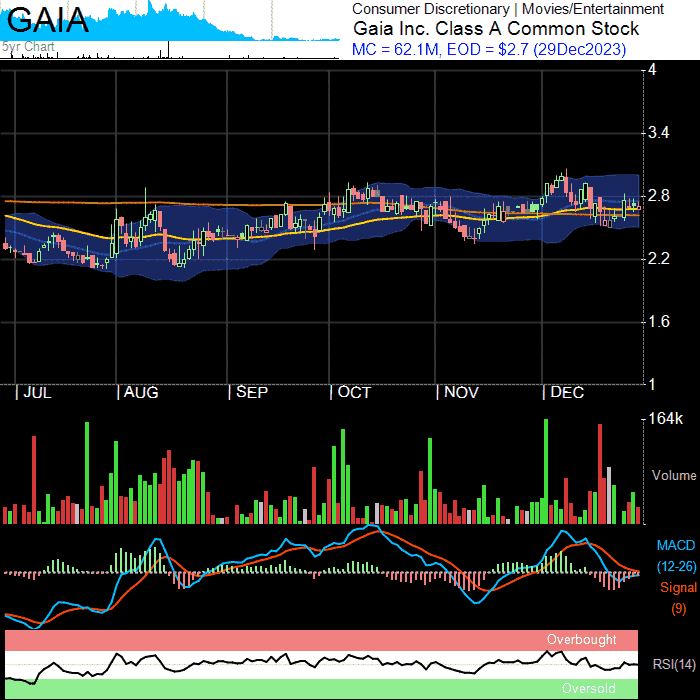 GAIA
5yr Chart
Consumer Discretionary | Movies/Entertainment
Gaia Inc. Class A Common Stock
MC = 62.1M, EOD = $2.7 (29Dec2023)
4
3.4
2.8
2.2
1.6
1
| JUL | AUG | SEP | OCT | NOV | DEC
164k
Volume
MACD
(12-26)
Signal
(9)
Overbought
RSI(14)
Oversold